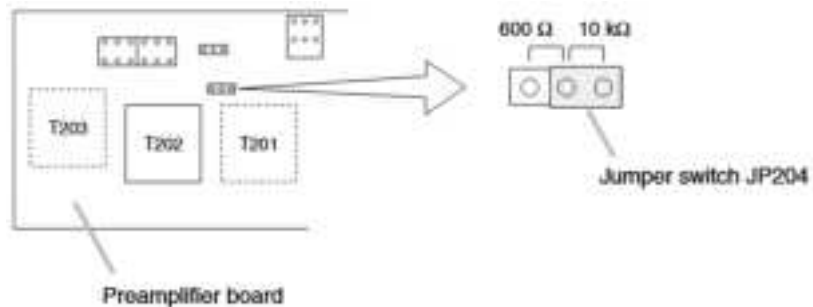 600 Ω 10 kΩ
T203
T202
T201
Jumper switch JP204
Preamplifier board